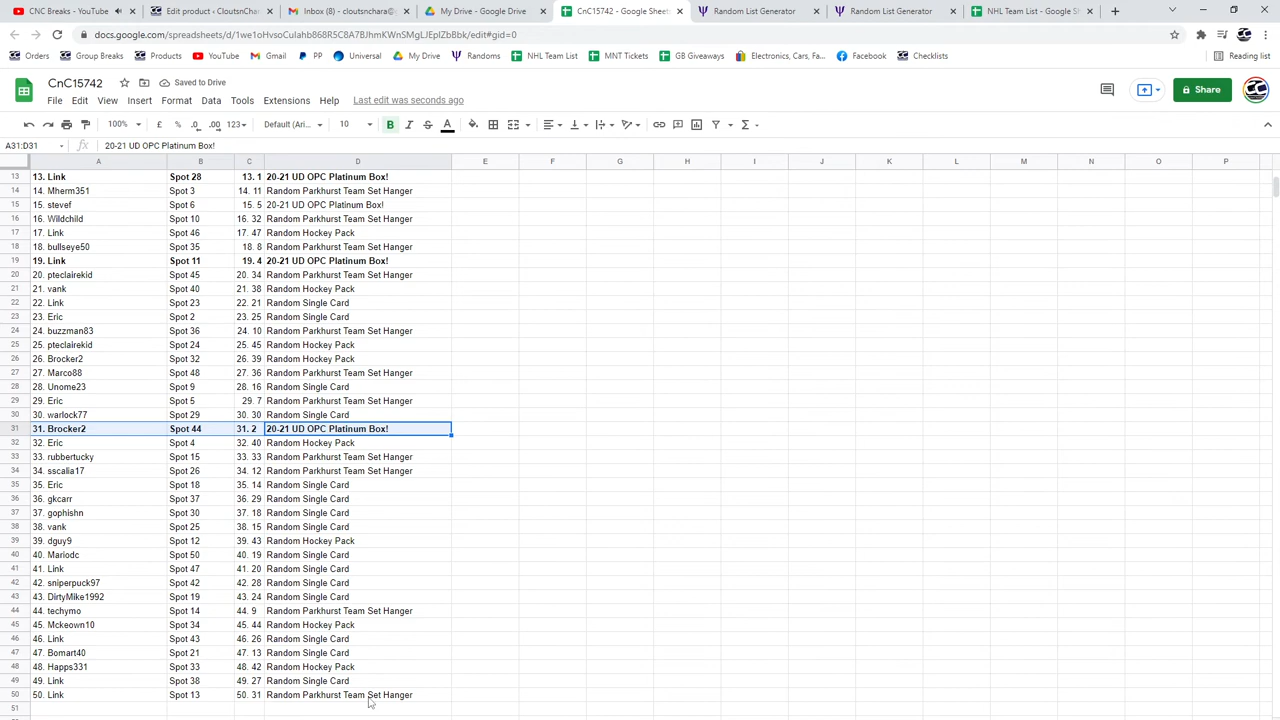 CNC Breaks - YouTube
Edit product ‹ CloutsnChar
Inbox (8) - cloutsnchara@
My Drive - Google Drive
CnC15742 - Google Sheets
Random List Generator
Random List Generator
NHL Team List - Google Sh
docs.google.com/spreadsheets/d/
Reading list
Orders
Group Breaks
Products
YouTube
Gmail
PP
Universal
My Drive
Randoms
NHL Team List
MNT Tickets
GB Giveaways
Electronics, Cars, Fa...
Facebook
Checklists
CnC15742
Saved to Drive
File Edit View Insert Format Data Tools Extensions Help Last edit was seconds ago
Share
100% £ % .0 .00 123 Default (Ari... 10 B I S A
A31:D31 fx 20-21 UD OPC Platinum Box!
A B C D E F G H I J K L M N O P
13 13. Link Spot 28 13. 1 20-21 UD OPC Platinum Box!
14 14. Mherm351 Spot 3 14. 11 Random Parkhurst Team Set Hanger
15 15. stevef Spot 6 15. 5 20-21 UD OPC Platinum Box!
16 16. Wildchild Spot 10 16. 32 Random Parkhurst Team Set Hanger
17 17. Link Spot 46 17. 47 Random Hockey Pack
18 18. bullseye50 Spot 35 18. 8 Random Parkhurst Team Set Hanger
19 19. Link Spot 11 19. 4 20-21 UD OPC Platinum Box!
20 20. pteclairekid Spot 45 20. 34 Random Parkhurst Team Set Hanger
21 21. vank Spot 40 21. 38 Random Hockey Pack
22 22. Link Spot 23 22. 21 Random Single Card
23 23. Eric Spot 2 23. 25 Random Single Card
24 24. buzzman83 Spot 36 24. 10 Random Parkhurst Team Set Hanger
25 25. pteclairekid Spot 24 25. 45 Random Hockey Pack
26 26. Brocker2 Spot 32 26. 39 Random Hockey Pack
27 27. Marco88 Spot 48 27. 36 Random Parkhurst Team Set Hanger
28 28. Unome23 Spot 9 28. 16 Random Single Card
29 29. Eric Spot 5 29. 7 Random Parkhurst Team Set Hanger
30 30. warlock77 Spot 29 30. 30 Random Single Card
31 31. Brocker2 Spot 44 31. 2 20-21 UD OPC Platinum Box!
32 32. Eric Spot 4 32. 40 Random Hockey Pack
33 33. rubbertucky Spot 15 33. 33 Random Parkhurst Team Set Hanger
34 34. sscalia17 Spot 26 34. 12 Random Parkhurst Team Set Hanger
35 35. Eric Spot 18 35. 14 Random Single Card
36 36. gkcarr Spot 37 36. 29 Random Single Card
37 37. gophishn Spot 30 37. 18 Random Single Card
38 38. vank Spot 25 38. 15 Random Single Card
39 39. dguy9 Spot 12 39. 43 Random Hockey Pack
40 40. Mariodc Spot 50 40. 19 Random Single Card
41 41. Link Spot 47 41. 20 Random Single Card
42 42. sniperpuck97 Spot 42 42. 28 Random Single Card
43 43. DirtyMike1992 Spot 19 43. 24 Random Single Card
44 44. techymo Spot 14 44. 9 Random Parkhurst Team Set Hanger
45 45. Mckeown10 Spot 34 45. 44 Random Hockey Pack
46 46. Link Spot 43 46. 26 Random Single Card
47 47. Bomart40 Spot 21 47. 13 Random Single Card
48 48. Happs331 Spot 33 48. 42 Random Hockey Pack
49 49. Link Spot 38 49. 27 Random Single Card
50 50. Link Spot 13 50. 31 Random Parkhurst Team Set Hanger
51